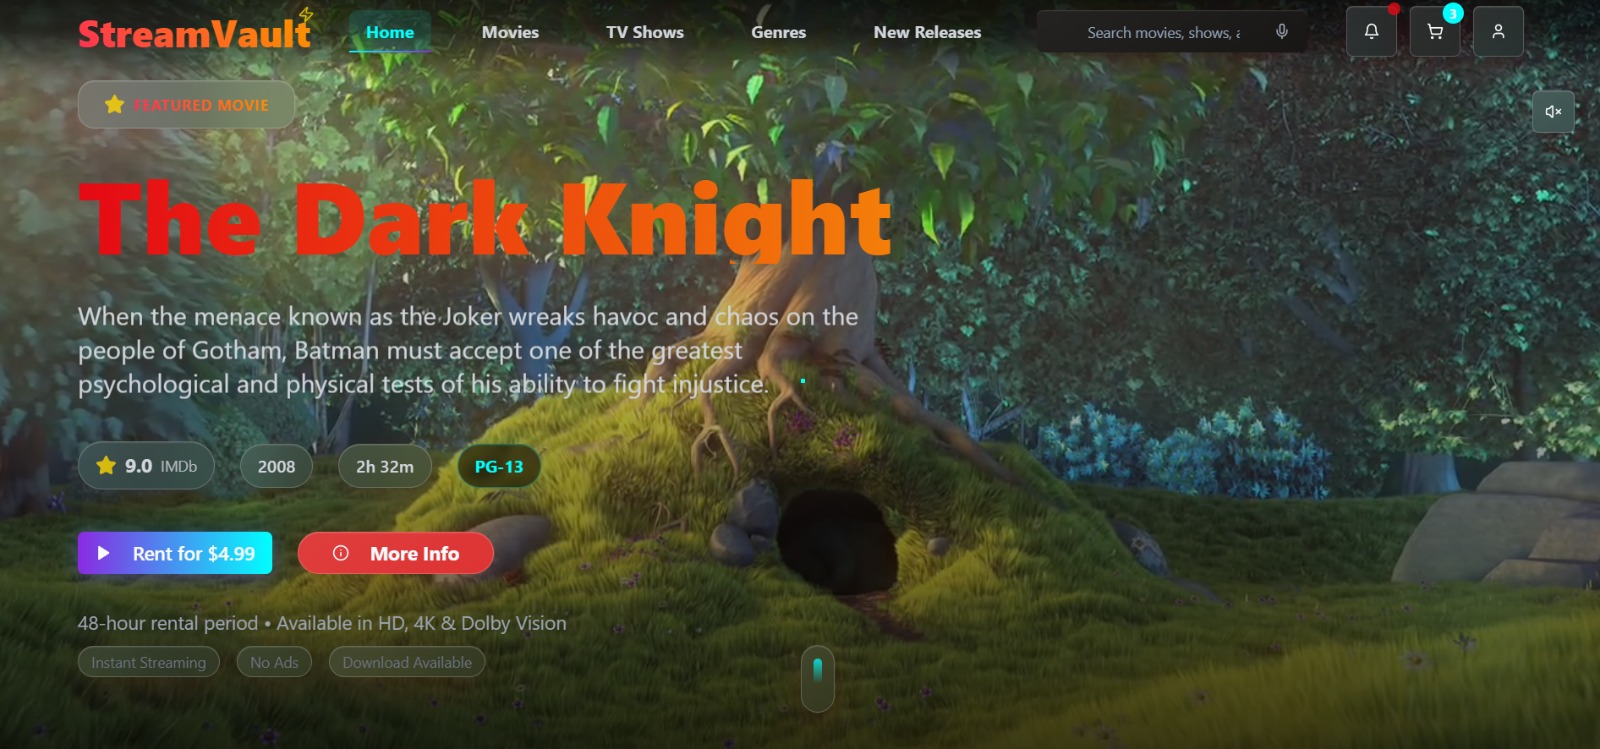 StreamVault
Home
Movies
TV Shows
Genres
New Releases
Search movies, shows, a
3
FEATURED MOVIE
The Dark Knight
When the menace known as the Joker wreaks havoc and chaos on the
people of Gotham, Batman must accept one of the greatest
psychological and physical tests of his ability to fight injustice.
9.0 IMDb
2008
2h 32m
PG-13
Rent for $4.99
More Info
48-hour rental period • Available in HD, 4K & Dolby Vision
Instant Streaming
No Ads
Download Available